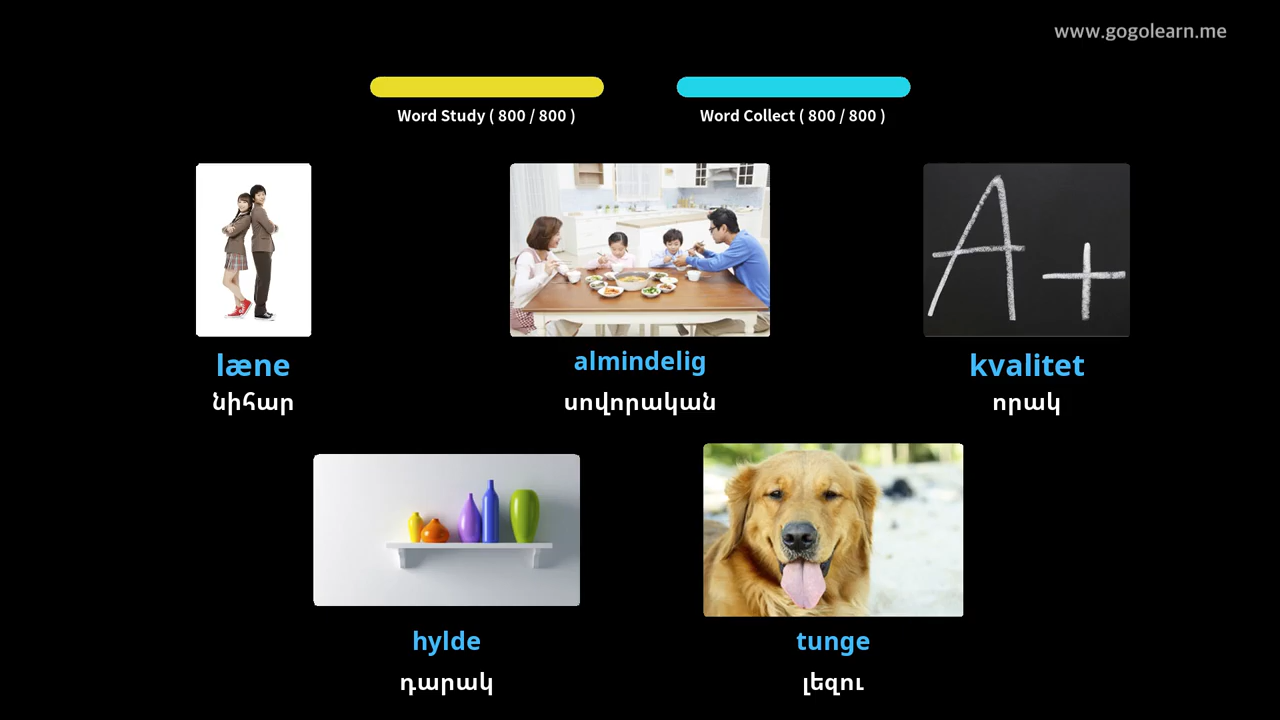 www.gogolearn.me
Word Study ( 800 / 800 )
Word Collect ( 800 / 800 )
A+
læne
նիհար
almindelig
սովորական
kvalitet
որակ
hylde
դարակ
tunge
լեզու